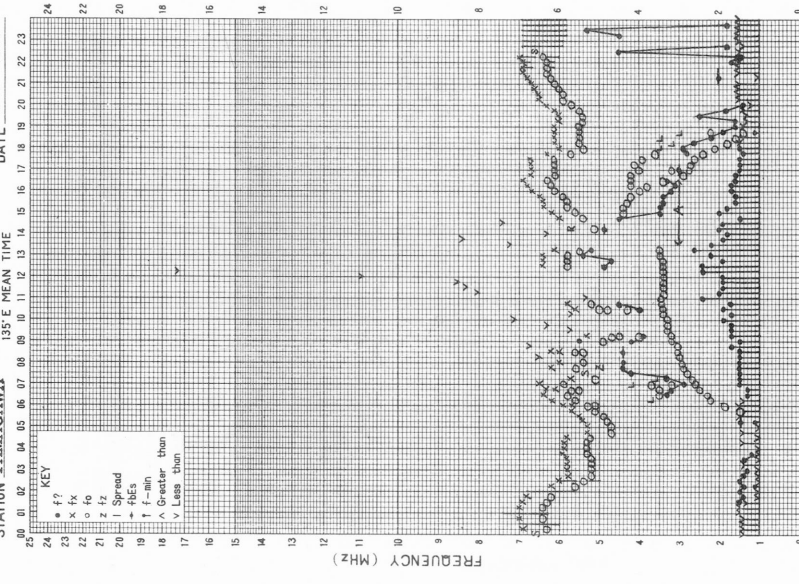 135° E MEAN TIME
DATE
00 01 02 03 04 05 06 07 08 09 10 11 12 13 14 15 16 17 18 19 20 21 22 23
25
24
23
22
21
20
19
18
17
16
15
14
13
12
11
10
9
8
7
6
5
4
3
2
1
FREQUENCY (MHz)
KEY
f?
x fx
o fo
z fz
| Spread
fbEs
f-min
^ Greater than
v Less than
24
20
18
16
14
12
10
8
6
4
2
0
S
S
S
R
Z
L
L
L
L
L
L
A